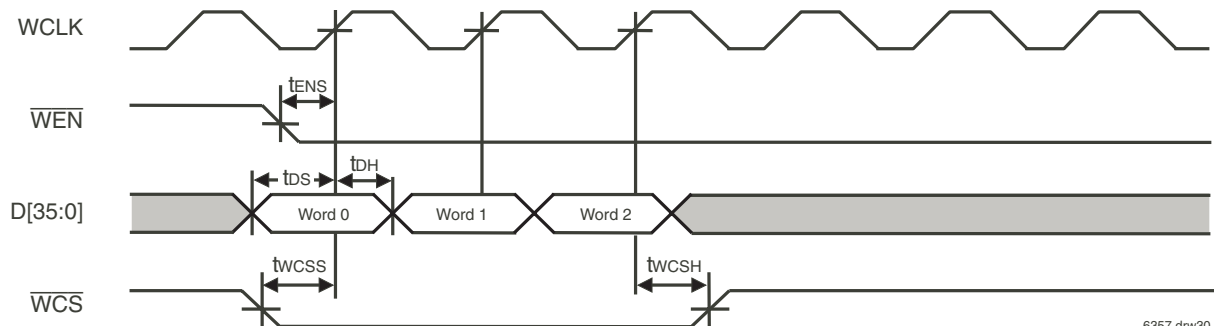 WCLK
tENS
WEN
tDS
tDH
D[35:0]
Word 0
Word 1
Word 2
tWCSS
tWCSH
WCS
6357 drw30